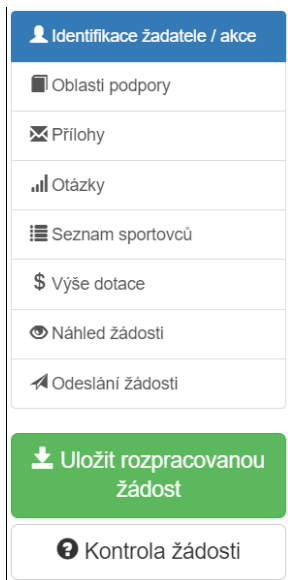 Identifikace žadatele / akce
Oblasti podpory
Přílohy
Otázky
Seznam sportovců
Výše dotace
Náhled žádosti
Odeslání žádosti
Uložit rozpracovanou
žádost
Kontrola žádosti